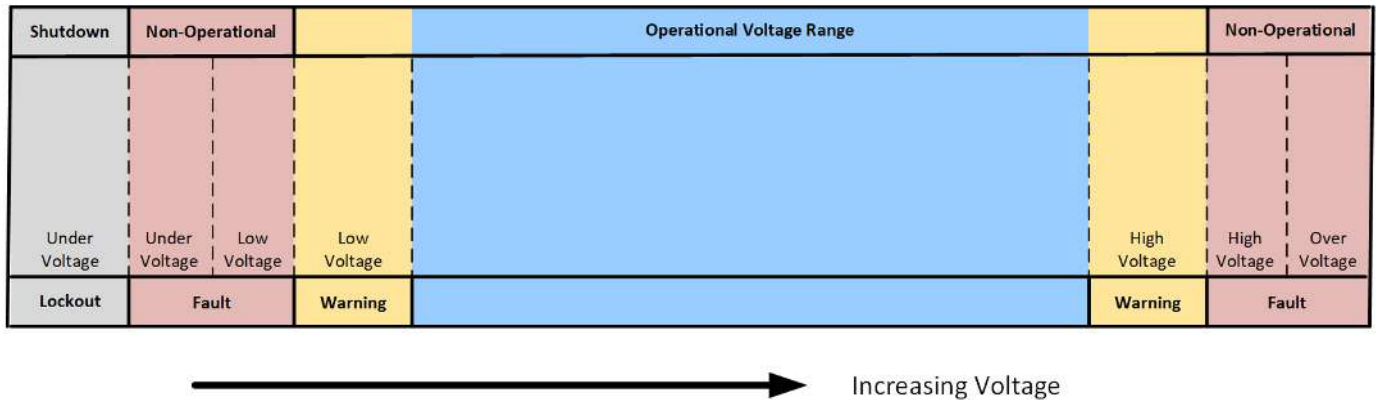 Shutdown Non-Operational Operational Voltage Range Non-Operational
Under Voltage
Under Voltage
Low Voltage
Low Voltage
High Voltage
High Voltage
Over Voltage
Lockout Fault Warning Warning Fault
Increasing Voltage